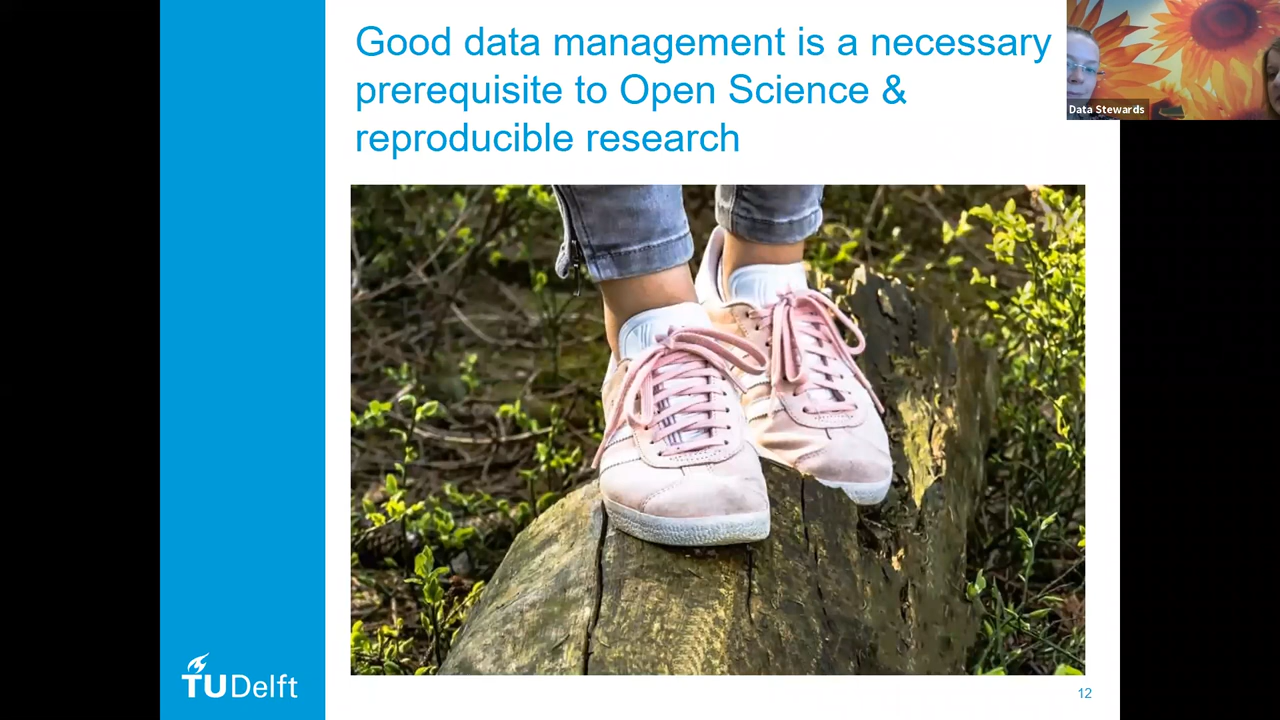 Good data management is a necessary
prerequisite to Open Science &
reproducible research
Data Stewards
TUDelft
12